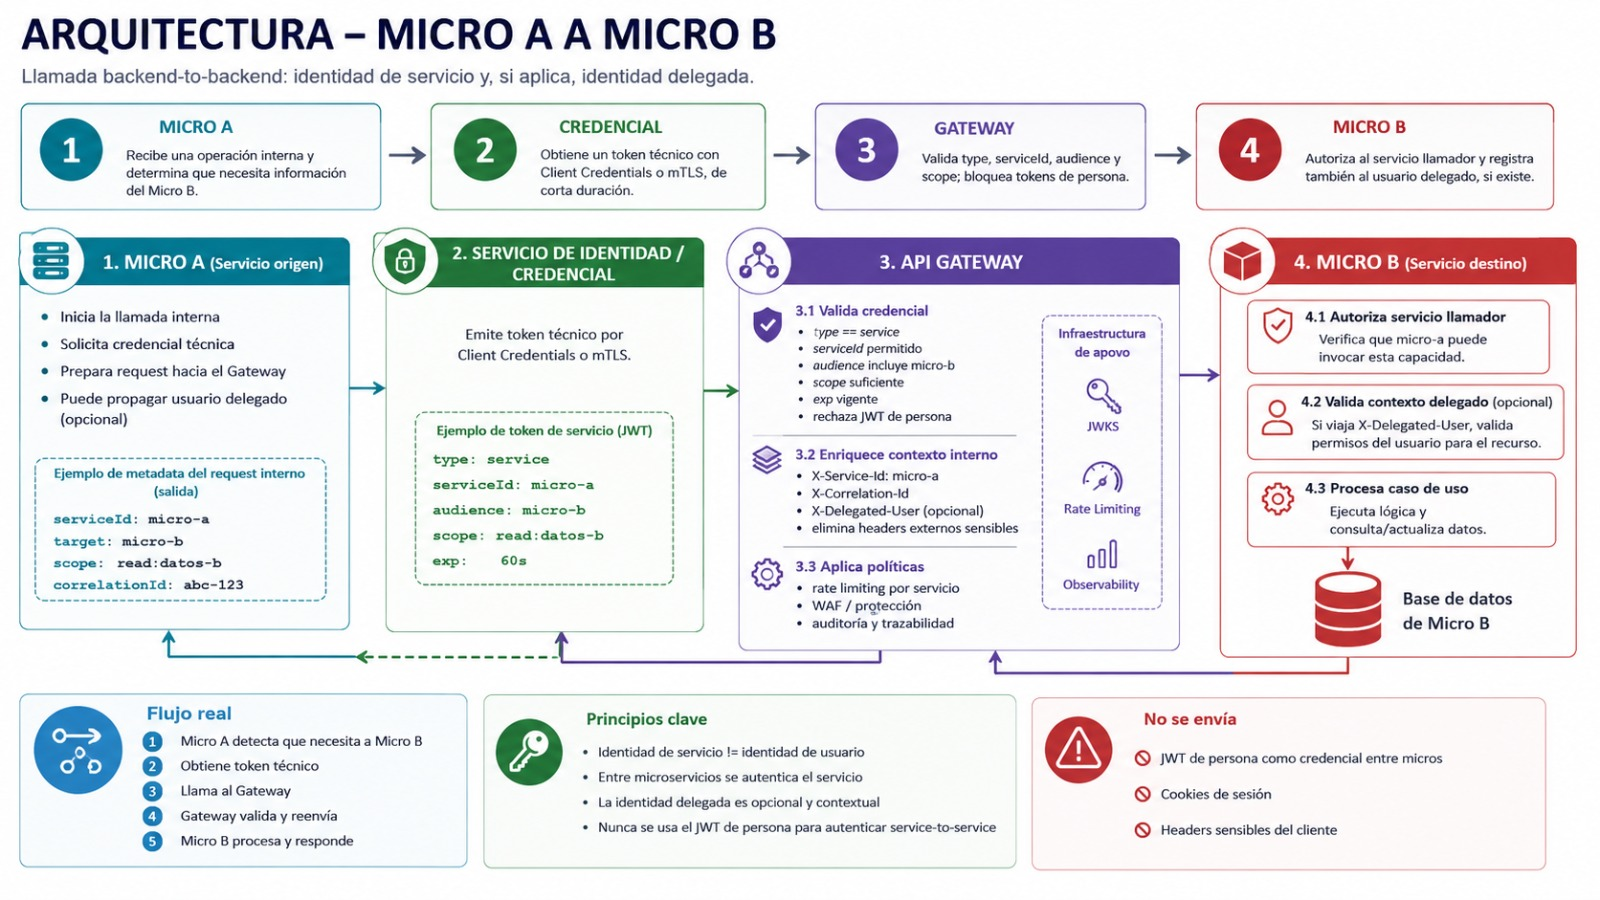 ARQUITECTURA – MICRO A A MICRO B
Llamada backend-to-backend: identidad de servicio y, si aplica, identidad delegada.
1
MICRO A
Recibe una operación interna y
determina que necesita información
del Micro B.
2
CREDENCIAL
Obtiene un token técnico con
Client Credentials o mTLS, de
corta duración.
3
GATEWAY
Valida type, serviceId, audience y
scope; bloquea tokens de persona.
4
MICRO B
Autoriza al servicio llamador y registra
también al usuario delegado, si existe.
1. MICRO A (Servicio origen)
• Inicia la llamada interna
• Solicita credencial técnica
• Prepara request hacia el Gateway
• Puede propagar usuario delegado
(opcional)
Ejemplo de metadata del request interno
(salida)
serviceId: micro-a
target: micro-b
scope: read:datos-b
correlationId: abc-123
2. SERVICIO DE IDENTIDAD /
CREDENCIAL
Emite token técnico por
Client Credentials o mTLS.
Ejemplo de token de servicio (JWT)
type: service
serviceId: micro-a
audience: micro-b
scope: read:datos-b
exp: 60s
3. API GATEWAY
3.1 Valida credencial
• type == service
• serviceId permitido
• audience incluye micro-b
• scope suficiente
• exp vigente
• rechaza JWT de persona
3.2 Enriquece contexto interno
• X-Service-Id: micro-a
• X-Correlation-Id
• X-Delegated-User (opcional)
• elimina headers externos sensibles
3.3 Aplica políticas
• rate limiting por servicio
• WAF / protección
• auditoría y trazabilidad
Infraestructura
de apovo
JWKS
Rate Limiting
Observability
4. MICRO B (Servicio destino)
4.1 Autoriza servicio llamador
Verifica que micro-a puede
invocar esta capacidad.
4.2 Valida contexto delegado (opcional)
Si viaja X-Delegated-User, valida
permisos del usuario para el recurso.
4.3 Procesa caso de uso
Ejecuta lógica y
consulta/actualiza datos.
Base de datos
de Micro B
Flujo real
1 Micro A detecta que necesita a Micro B
2 Obtiene token técnico
3 Llama al Gateway
4 Gateway valida y reenvía
5 Micro B procesa y responde
Principios clave
• Identidad de servicio != identidad de usuario
• Entre microservicios se autentica el servicio
• La identidad delegada es opcional y contextual
• Nunca se usa el JWT de persona para autenticar service-to-service
No se envía
JWT de persona como credencial entre micros
Cookies de sesión
Headers sensibles del cliente